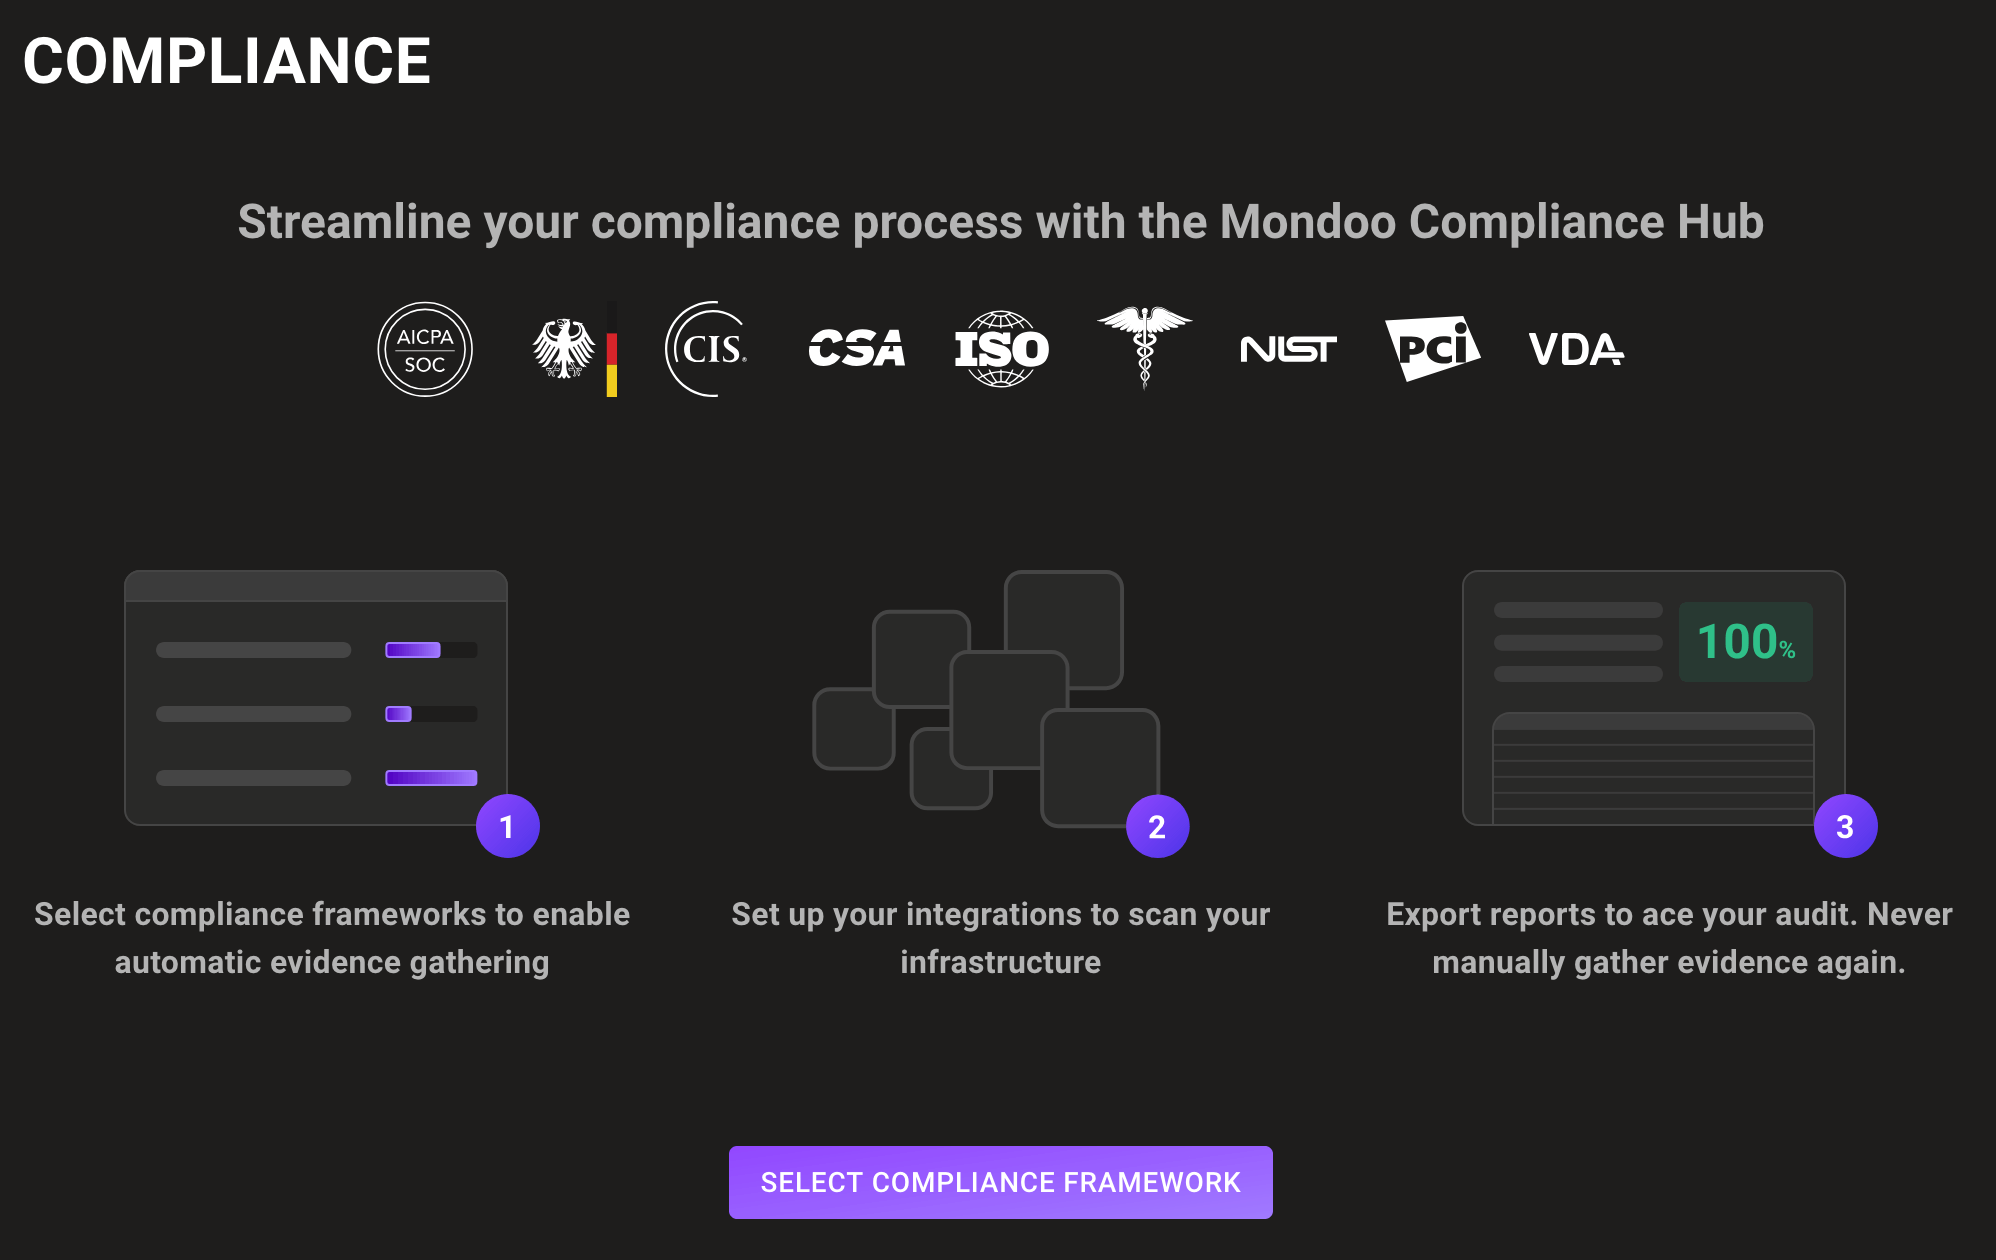 COMPLIANCE
Streamline your compliance process with the Mondoo Compliance Hub
AICPA
SOC
CIS®
CSA
ISO
NIST
PCi
VDA
100%
1
2
3
Select compliance frameworks to enable
automatic evidence gathering
Set up your integrations to scan your
infrastructure
Export reports to ace your audit. Never
manually gather evidence again.
SELECT COMPLIANCE FRAMEWORK